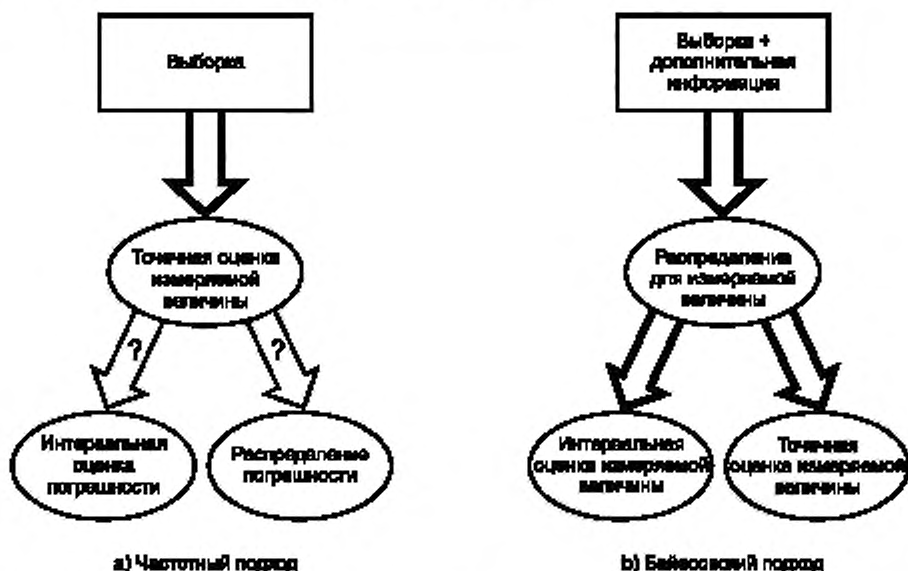 Выборка
Точечная оценка
измеряемой
величины
?
?
Интервальная
оценка
погрешности
Распределение
погрешности
а) Частотный подход
Выборка +
дополнительная
информация
Распределение
для измеряемой
величины
Интервальная
оценка измеряемой
величины
Точечная
оценка измеряемой
величины
b) Байесовский подход